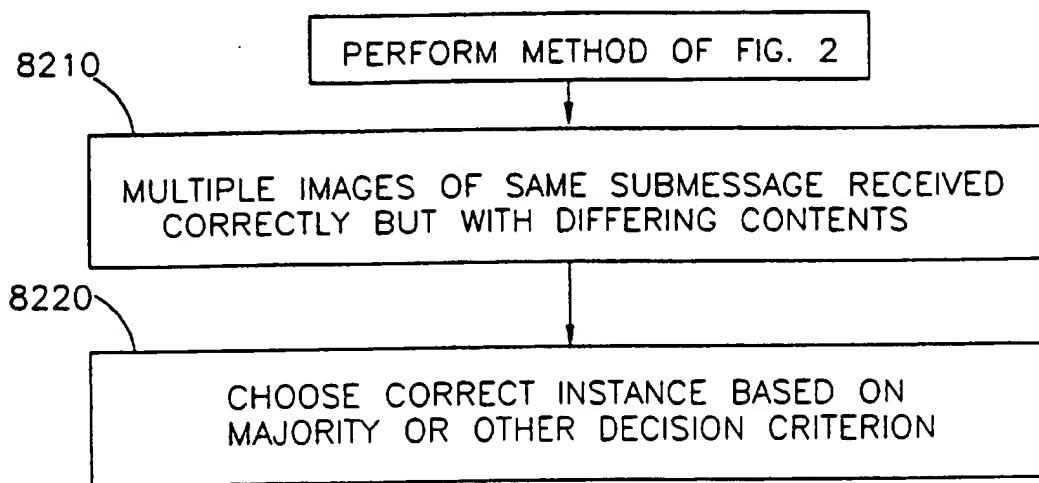 PERFORM METHOD OF FIG. 2
8210
MULTIPLE IMAGES OF SAME SUBMESSAGE RECEIVED
CORRECTLY BUT WITH DIFFERING CONTENTS
8220
CHOOSE CORRECT INSTANCE BASED ON
MAJORITY OR OTHER DECISION CRITERION